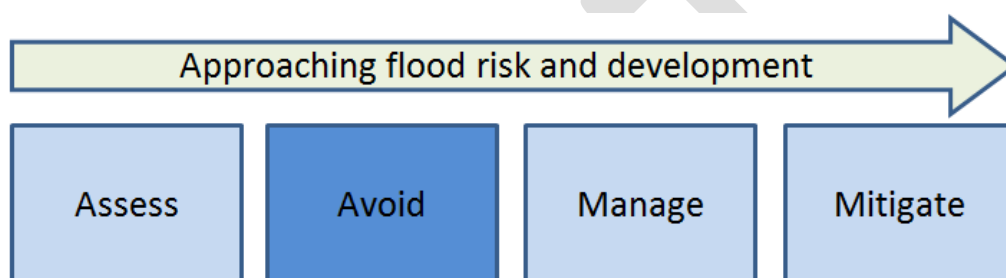 Approaching flood risk and development
Assess
Avoid
Manage
Mitigate